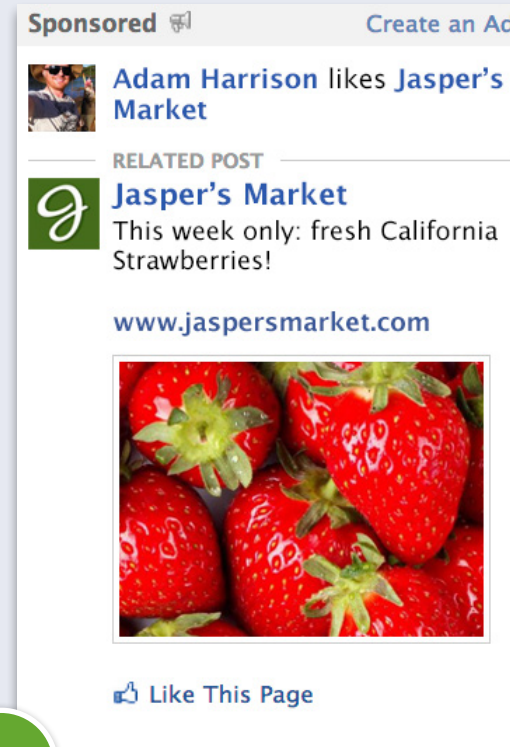 Sponsored Create an Ad
Adam Harrison likes Jasper's
Market
RELATED POST
Jasper's Market
This week only: fresh California
Strawberries!
www.jaspersmarket.com
Like This Page